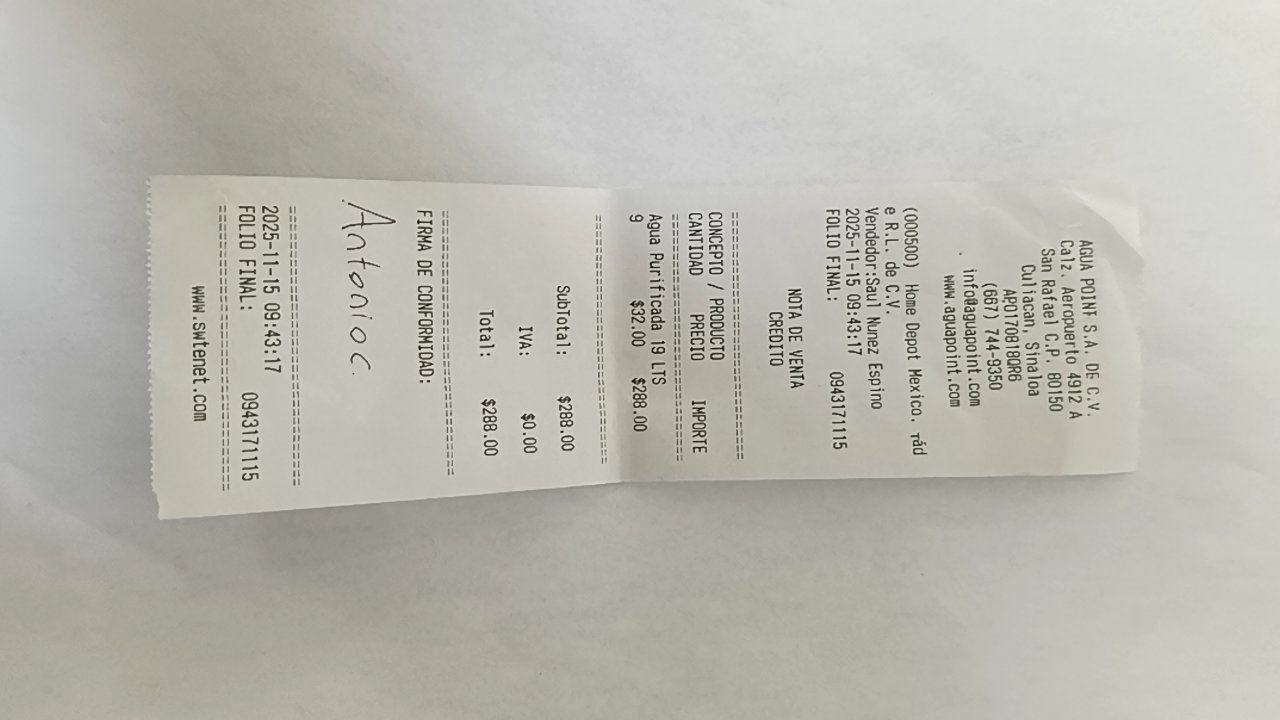 AGUA POINT S.A. DE C.V.
Calz. Aeropuerto 4912 A
San Rafael C.P. 80150
Culiacan, Sinaloa
APO170818QR6
(667) 744-9350
info@aguapoint.com
www.aguapoint.com
(000500) Home Depot Mexico,
e R.L. de C.V.
Vendedor:Saul Nunez Espino
2025-11-15 09:43:17
FOLIO FINAL: 0943171115
NOTA DE VENTA
CREDITO
==============================
CONCEPTO / PRODUCTO
CANTIDAD PRECIO IMPORTE
==============================
Agua Purificada 19 LTS
9 $32.00 $288.00
==============================
SubTotal: $288.00
IVA: $0.00
Total: $288.00
==============================
FIRMA DE CONFORMIDAD:
Antonio C.
==============================
2025-11-15 09:43:17
FOLIO FINAL: 0943171115
==============================
www.swtenet.com